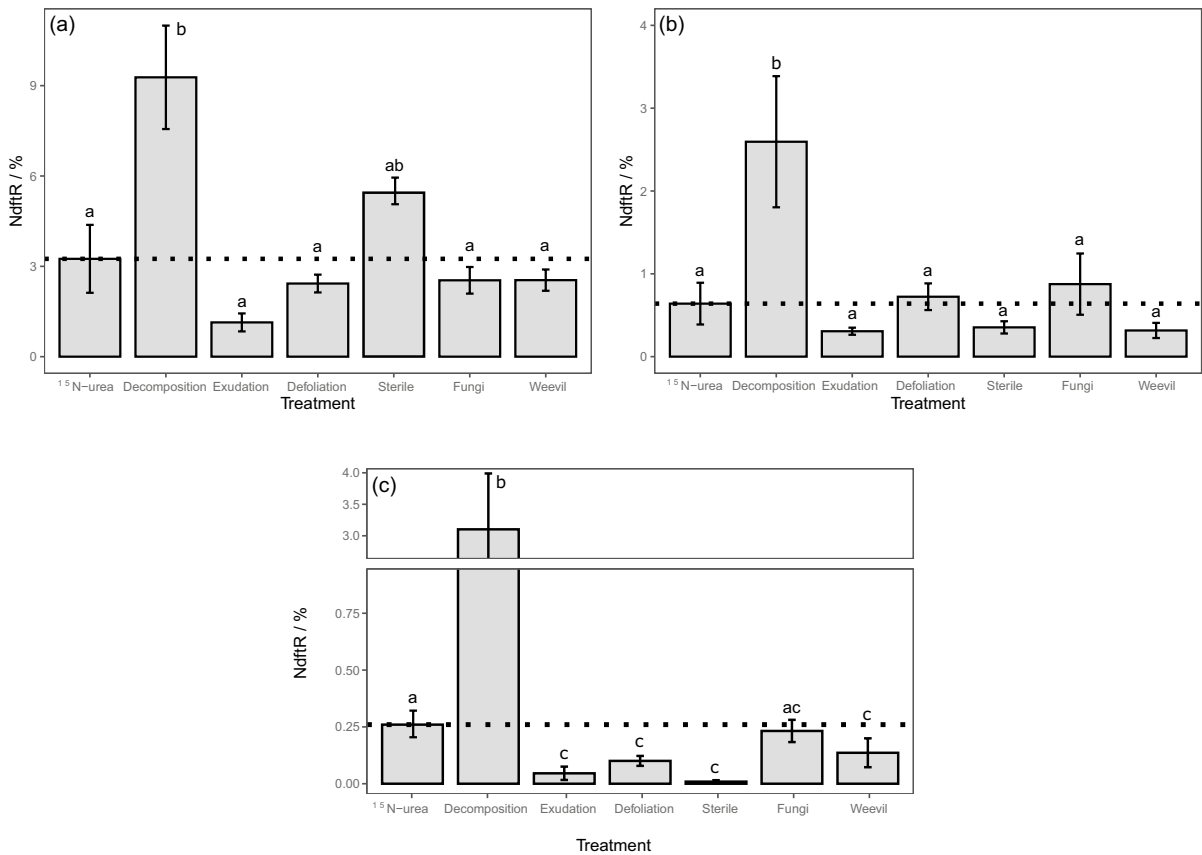 (a)
NdftR / %
9
6
3
0
a
b
a
a
ab
a
a
¹⁵N−urea Decomposition Exudation Defoliation Sterile Fungi Weevil
Treatment
(b)
NdftR / %
4
3
2
1
0
a
b
a
a
a
a
a
¹⁵N−urea Decomposition Exudation Defoliation Sterile Fungi Weevil
Treatment
(c)
NdftR / %
4.0
3.5
3.0
0.75
0.50
0.25
0.00
a
b
c
c
c
ac
c
¹⁵N−urea Decomposition Exudation Defoliation Sterile Fungi Weevil
Treatment